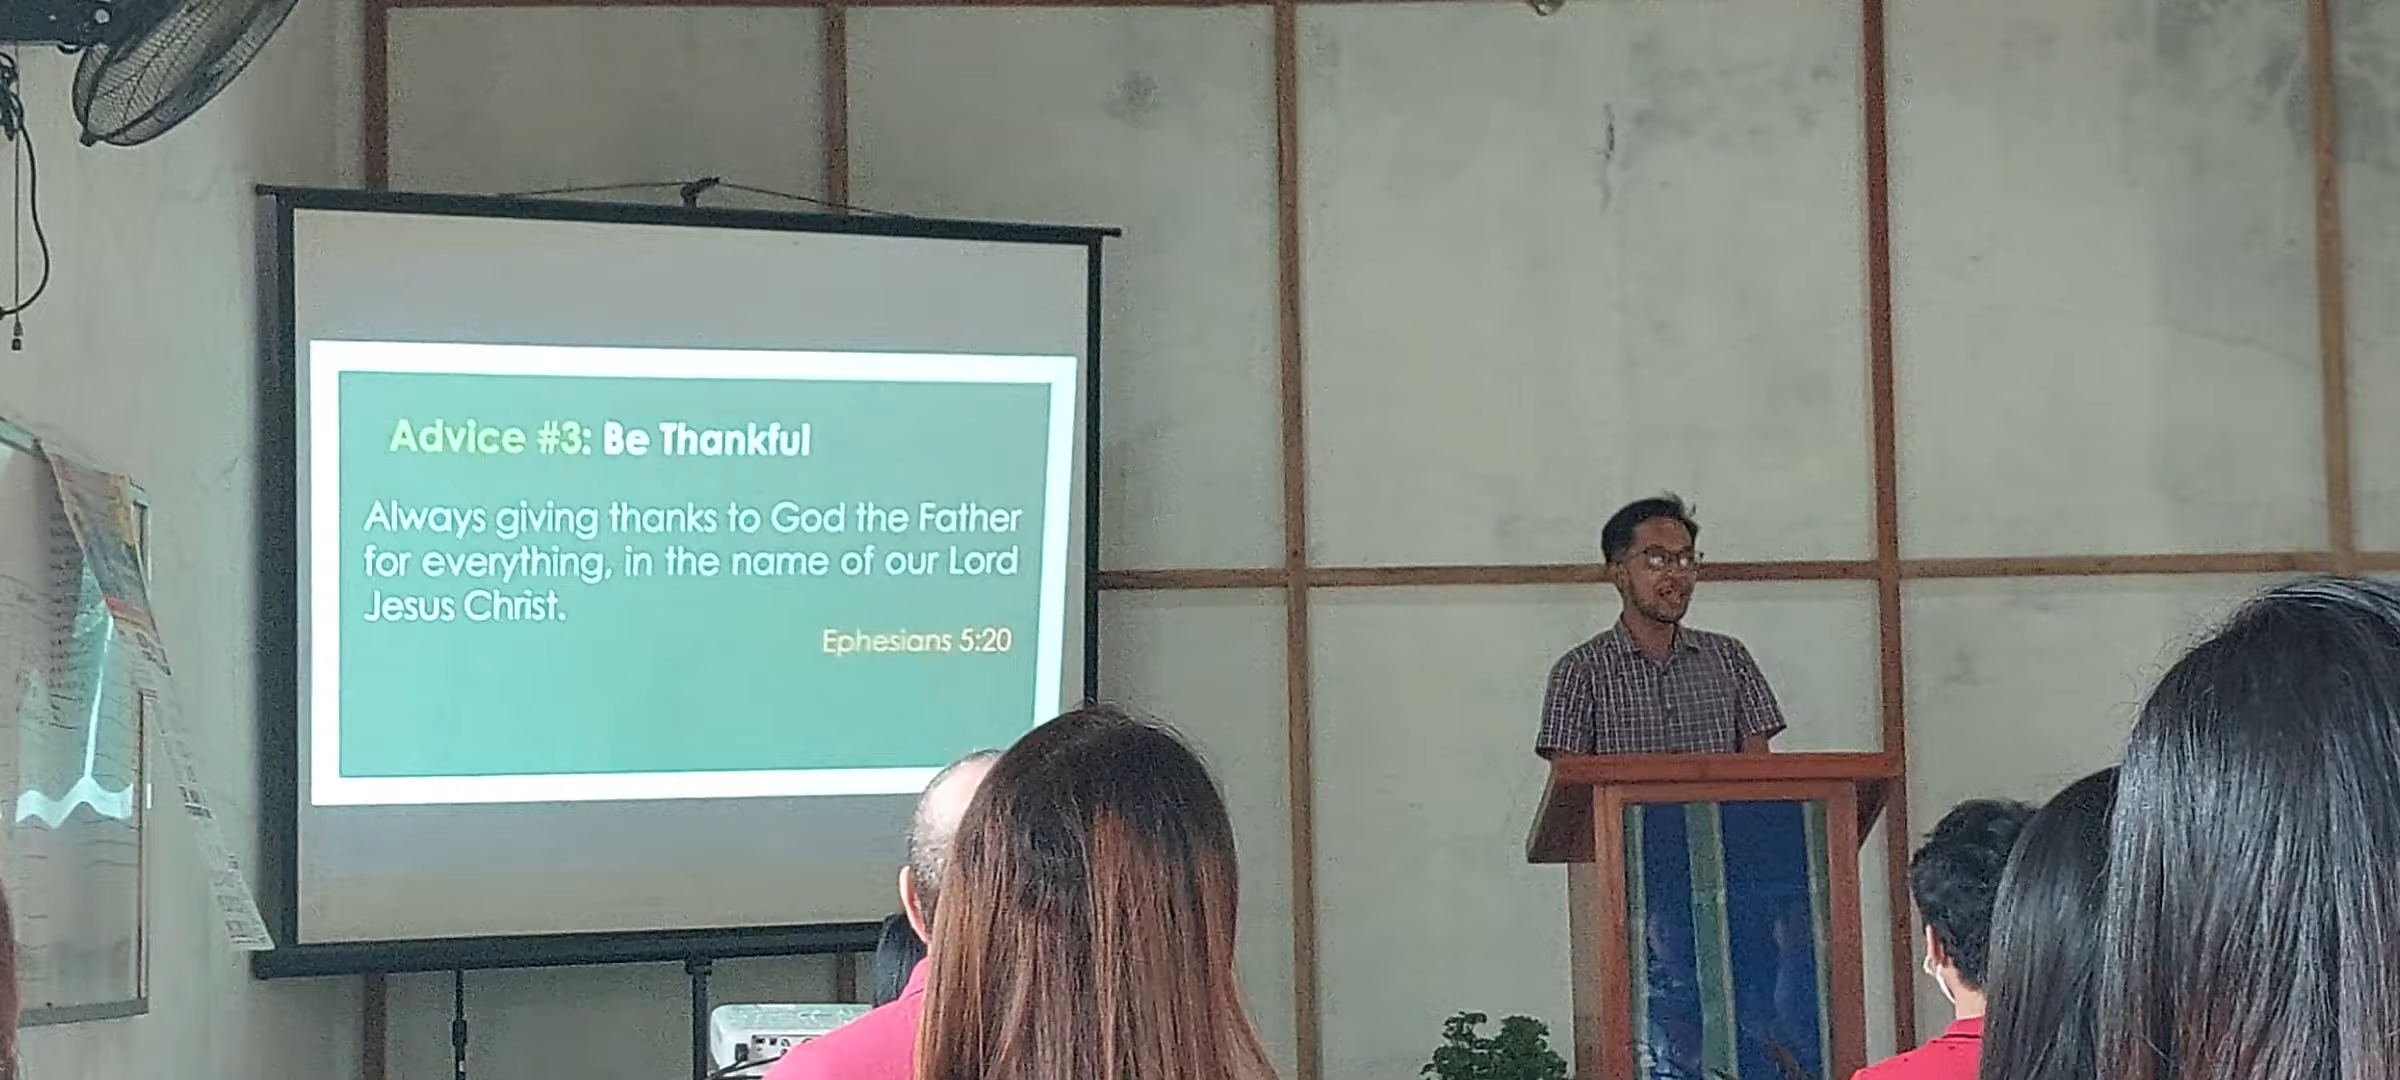 Advice #3: Be Thankful
Always giving thanks to God the Father
for everything, in the name of our Lord
Jesus Christ.
Ephesians 5:20